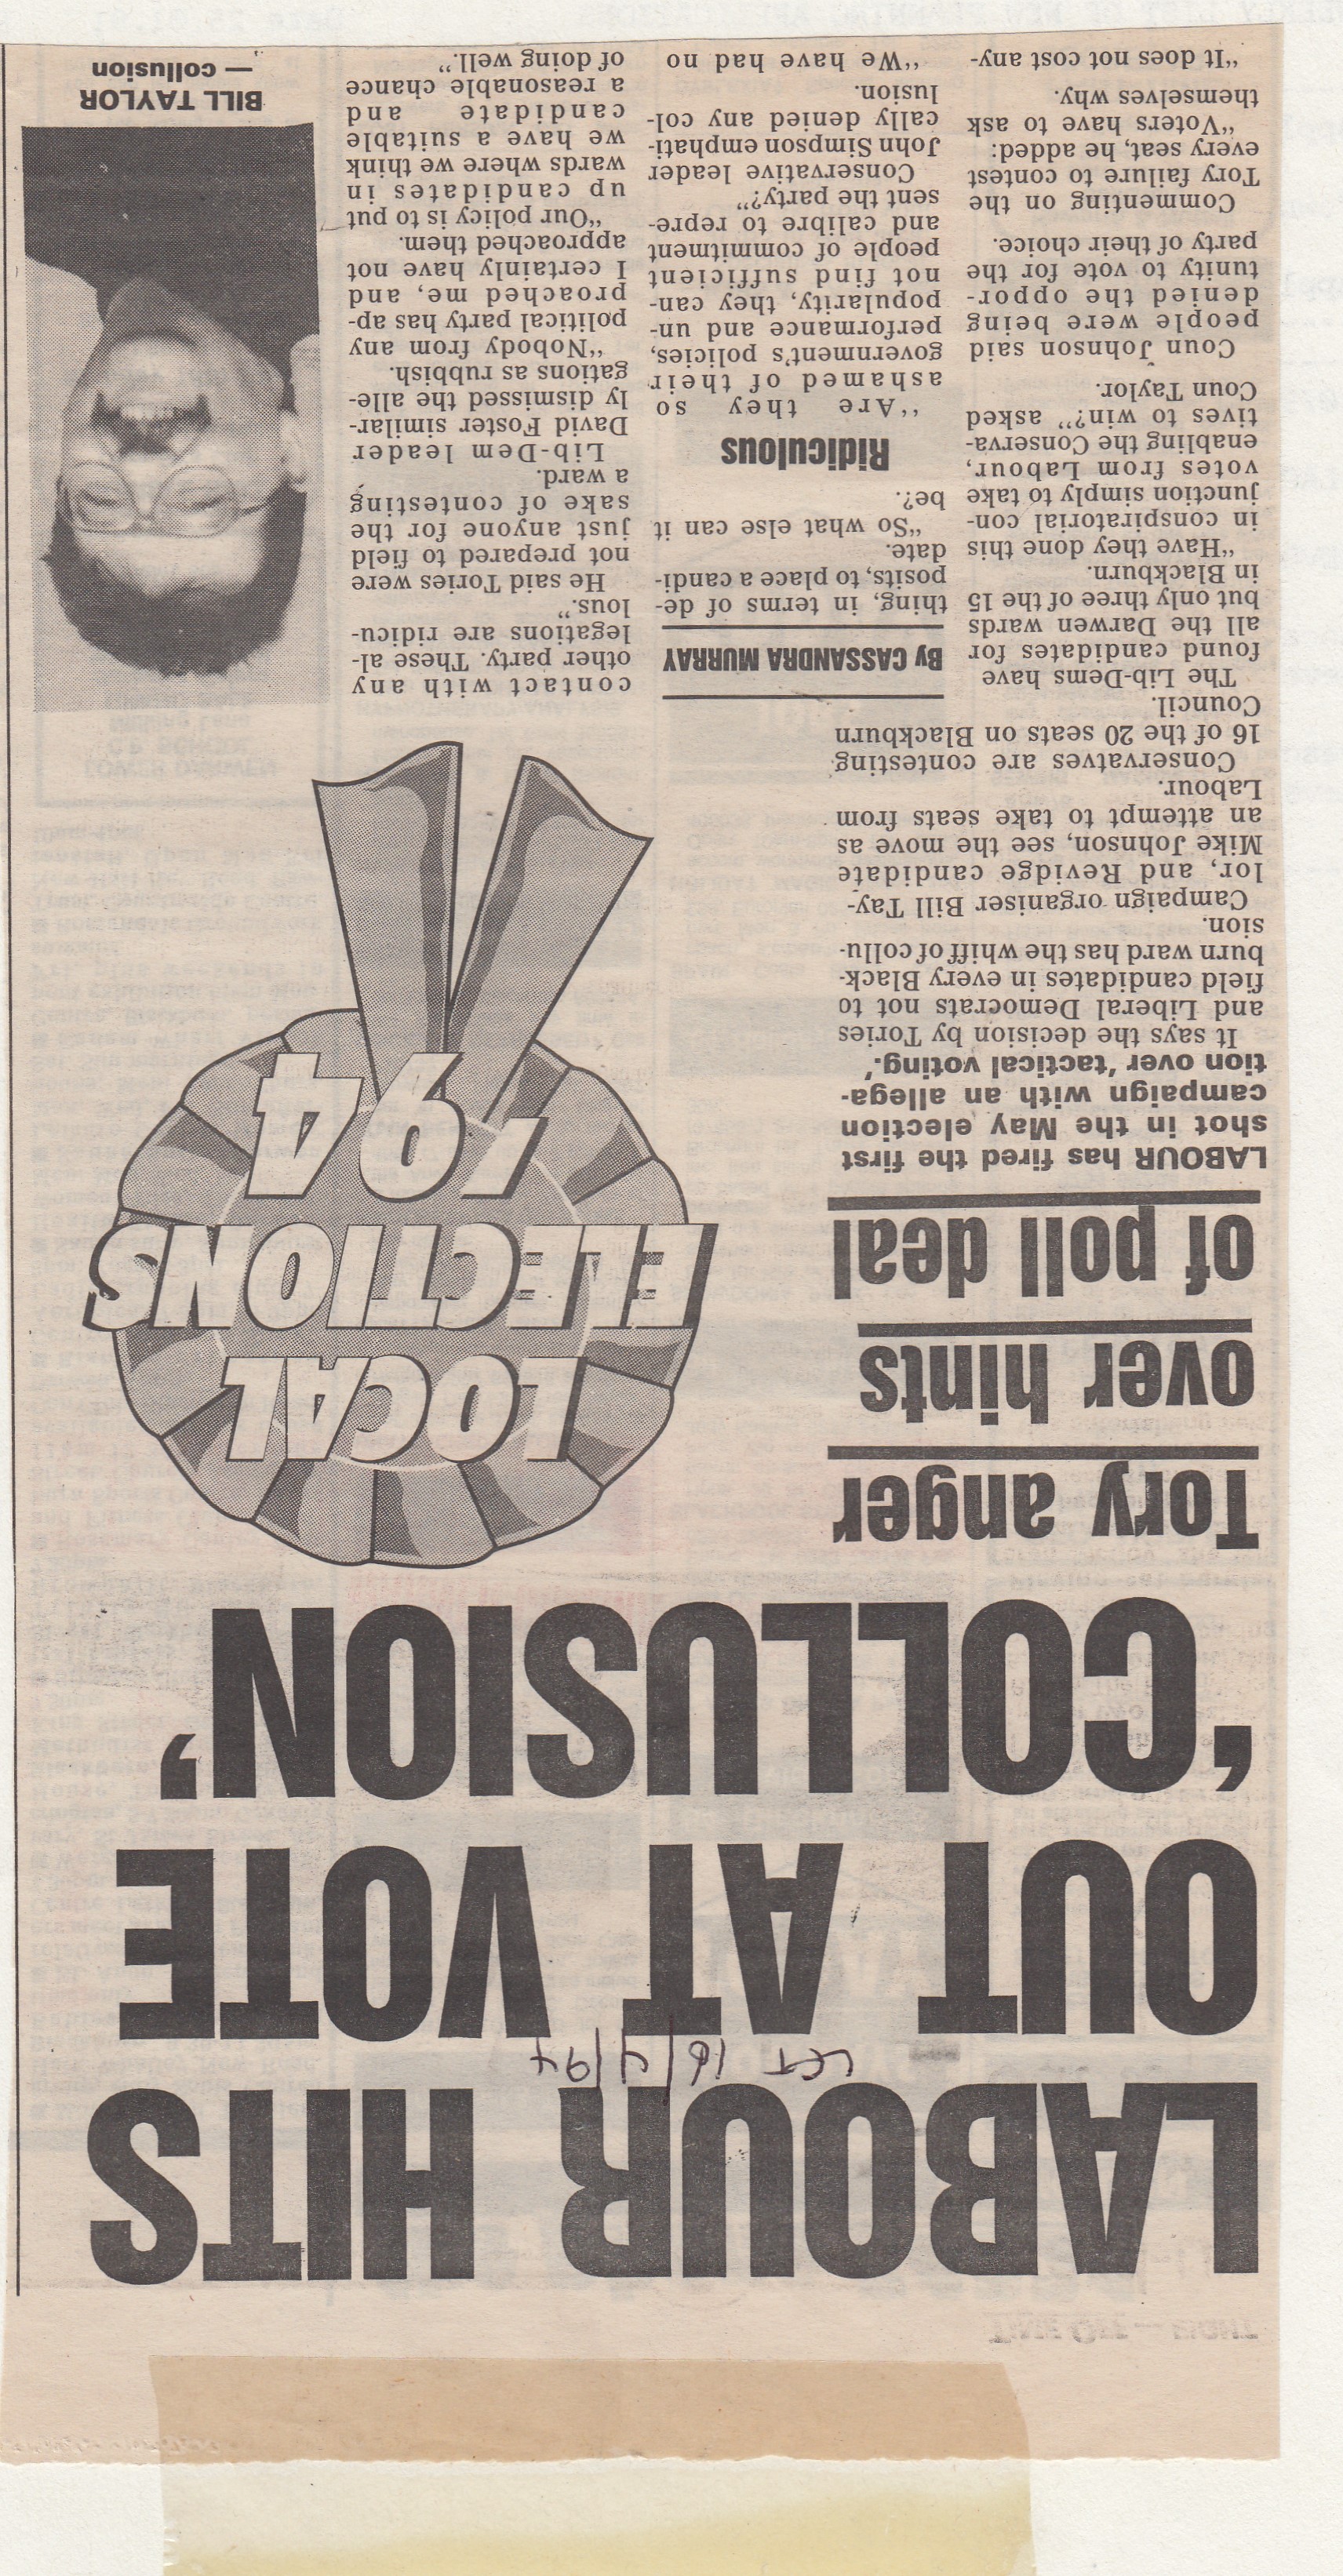 LABOUR HITS
LET 16/4/94
OUT AT VOTE
'COLLUSION'
Tory anger
over hints
of poll deal
LOCAL
ELECTIONS
'94
LABOUR has fired the first
shot in the May election
campaign with an allega-
tion over 'tactical voting.'
It says the decision by Tories
and Liberal Democrats not to
field candidates in every Black-
burn ward has the whiff of collu-
sion.
Campaign organiser Bill Tay-
lor, and Revidge candidate
Mike Johnson, see the move as
an attempt to take seats from
Labour.
Conservatves are contesting
16 of the 20 seats on Blackburn
Council.
The Lib-Dems have
found candidates for
all the Darwen wards
but only three of the 15
in Blackburn.
"Have they done this
in conspiratorial con-
junction simply to take
votes from Labour,
enabling the Conserva-
tives to win?" asked
Coun Taylor.
Coun Johnson said
people were being
denied the oppor-
tunity to vote for the
party of their choice.
Commenting on the
Tory failure to contest
every seat, he added:
"Voters have to ask
themselves why.
"It does not cost any-
By CASSANDRA MURRAY
thing, in terms of de-
posits, to place a candi-
date.
"So what else can it
be?.
Ridiculous
"Are they so
ashamed of their
government's policies,
performance and un-
popularity, they can-
not find sufficient
people of commitment
and calibre to repre-
sent the party?"
Conservative leader
John Simpson emphati-
cally denied any col-
lusion.
"We have had no
contact with any
other party. These al-
legations are ridicu-
lous."
He said Tories were
not prepared to field
just anyone for the
sake of contesting
a ward.
Lib-Dem leader
David Foster similar-
ly dismissed the alle-
gations as rubbish.
"Nobody from any
political party has ap-
proached me, and
I certainly have not
approached them.
"Our policy is to put
up candidates in
wards where we think
we have a suitable
candidate and
a reasonable chance
of doing well."
BILL TAYLOR
— collusion